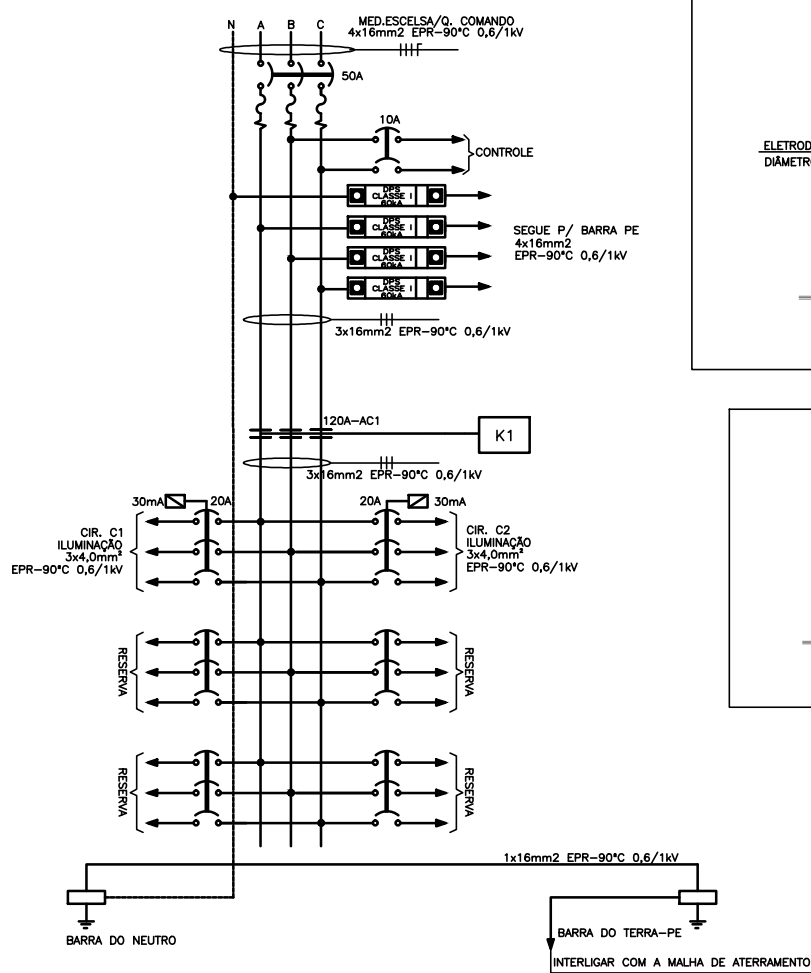 N A B C
MED.ESCELSA/Q. COMANDO
4x16mm2 EPR-90°C 0,6/1kV
50A
10A
CONTROLE
DPS
CLASSE I
60kA
DPS
CLASSE I
60kA
DPS
CLASSE I
60kA
DPS
CLASSE I
60kA
SEGUE P/ BARRA PE
4x16mm2
EPR-90°C 0,6/1kV
3x16mm2 EPR-90°C 0,6/1kV
120A-AC1
K1
3x16mm2 EPR-90°C 0,6/1kV
30mA
20A
20A
30mA
CIR. C1
ILUMINAÇÃO
3x4,0mm²
EPR-90°C 0,6/1kV
CIR. C2
ILUMINAÇÃO
3x4,0mm²
EPR-90°C 0,6/1kV
RESERVA
RESERVA
RESERVA
RESERVA
1x16mm2 EPR-90°C 0,6/1kV
BARRA DO NEUTRO
BARRA DO TERRA-PE
INTERLIGAR COM A MALHA DE ATERRAMENTO
ELETROD
DIÂMETR